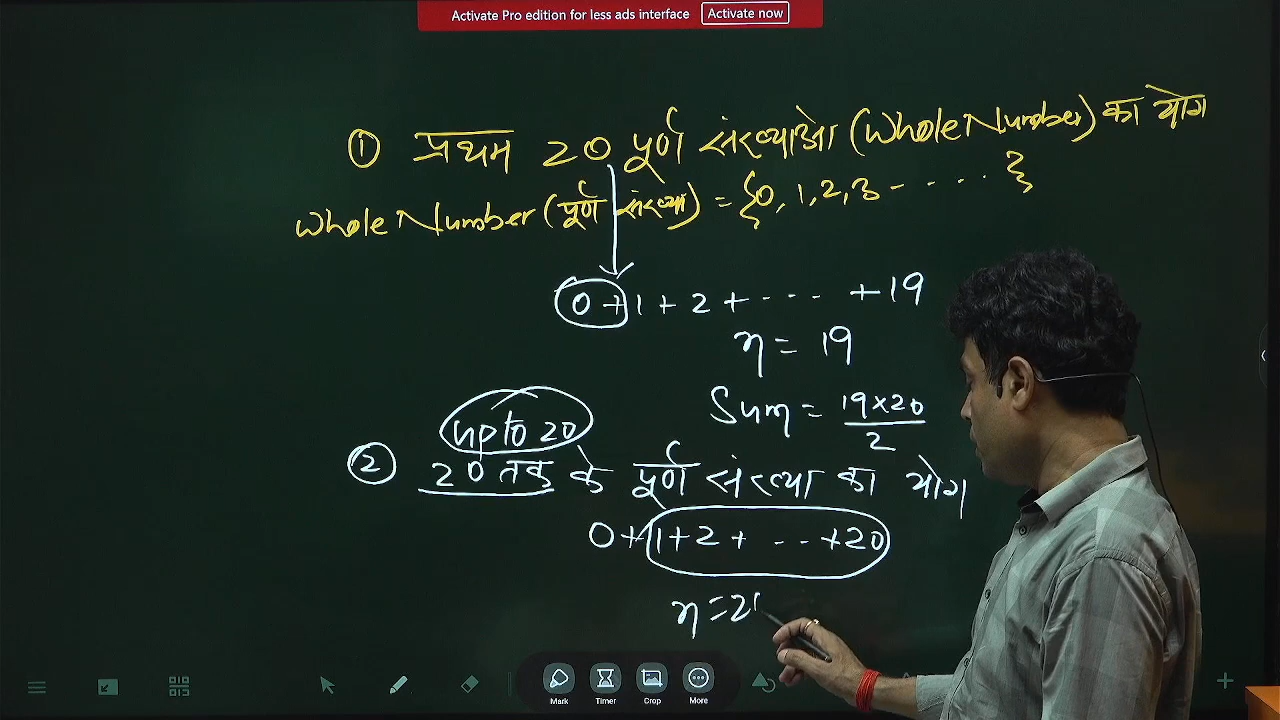 Activate Pro edition for less ads interface Activate now
① प्रथम 20 पूर्ण संख्याओ (Whole Number) का योग
Whole Number (पूर्ण संख्या) = {0, 1, 2, 3 - . . . . }
0 + 1 + 2 + . . . . + 19
n = 19
Sum = 19 × 20 / 2
up to 20
② 20 तक के पूर्ण संख्या का योग
0 + 1 + 2 + . . . + 20
Mark Timer Crop More